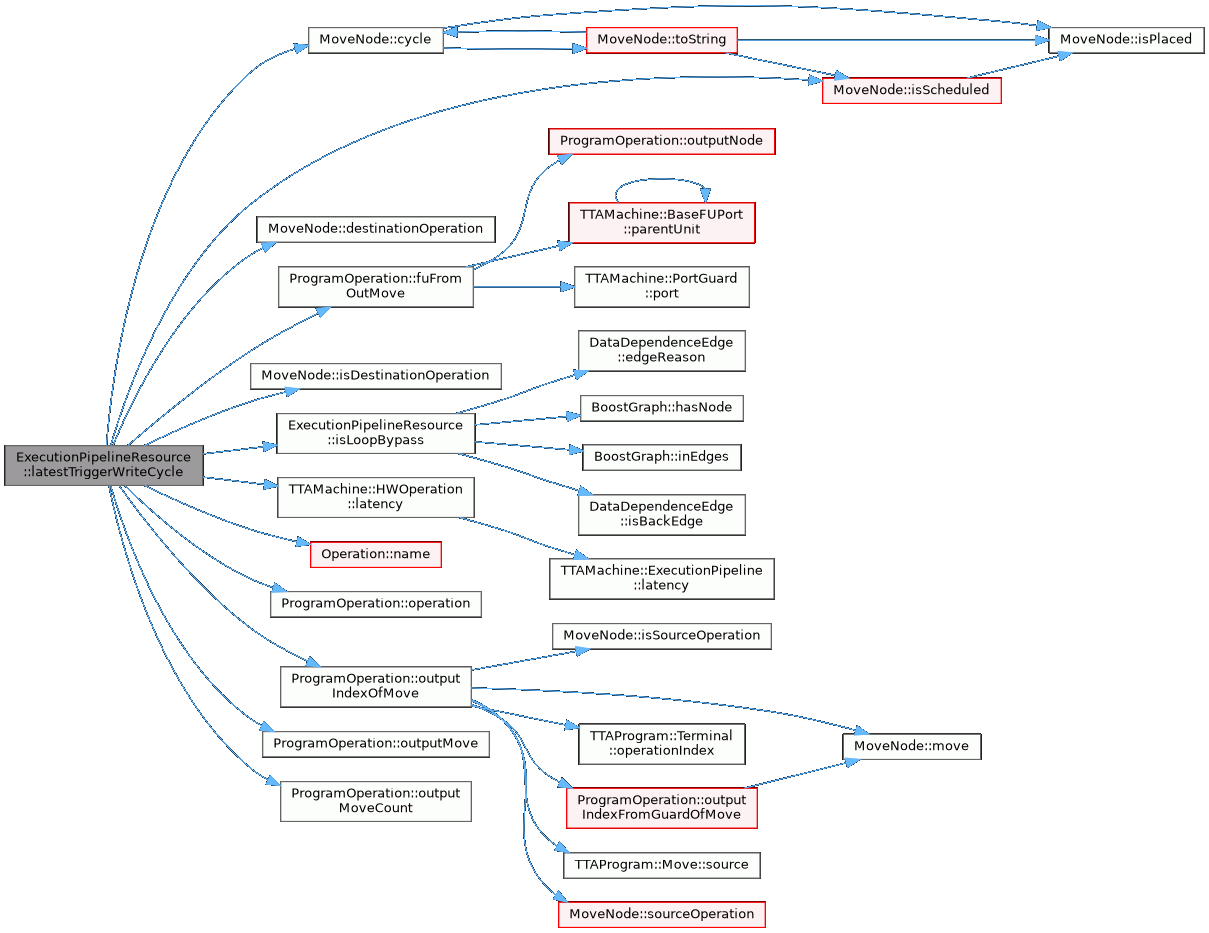 MoveNode::cycle
MoveNode::toString
MoveNode::isPlaced
MoveNode::isScheduled
ProgramOperation::outputNode
TTAMachine::BaseFUPort
::parentUnit
MoveNode::destinationOperation
ProgramOperation::fuFrom
OutMove
TTAMachine::PortGuard
::port
DataDependenceEdge
::edgeReason
MoveNode::isDestinationOperation
BoostGraph::hasNode
ExecutionPipelineResource
::isLoopBypass
BoostGraph::inEdges
ExecutionPipelineResource
::latestTriggerWriteCycle
TTAMachine::HWOperation
::latency
DataDependenceEdge
::isBackEdge
Operation::name
TTAMachine::ExecutionPipeline
::latency
ProgramOperation::operation
MoveNode::isSourceOperation
ProgramOperation::output
IndexOfMove
ProgramOperation::outputMove
TTAProgram::Terminal
::operationIndex
MoveNode::move
ProgramOperation::output
MoveCount
ProgramOperation::output
IndexFromGuardOfMove
TTAProgram::Move::source
MoveNode::sourceOperation